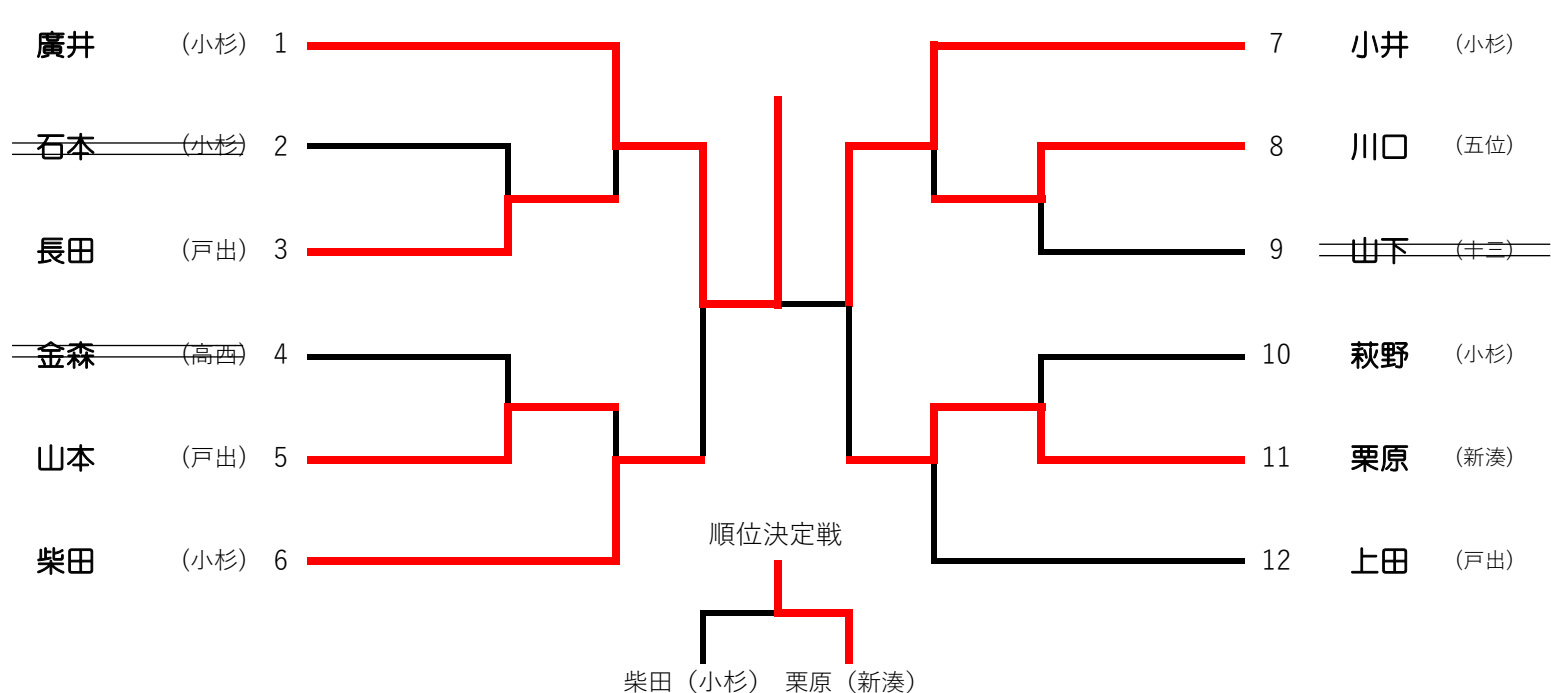 廣井 (小杉) 1
石本 (小杉) 2
長田 (戸出) 3
金森 (高西) 4
山本 (戸出) 5
柴田 (小杉) 6
7 小井 (小杉)
8 川口 (五位)
9 山下 (十三)
10 萩野 (小杉)
11 栗原 (新湊)
12 上田 (戸出)
順位決定戦
柴田(小杉) 栗原(新湊)